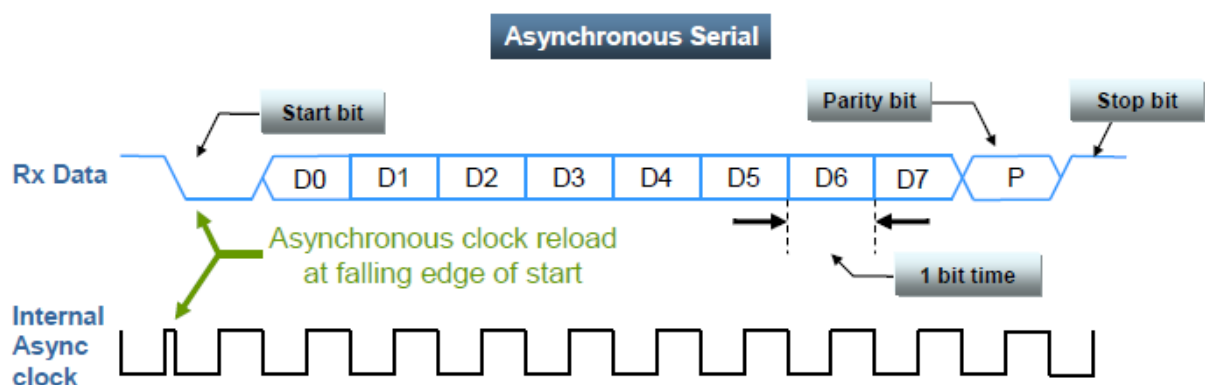 Asynchronous Serial
Start bit
Parity bit
Stop bit
Rx Data
D0 D1 D2 D3 D4 D5 D6 D7 P
Asynchronous clock reload
at falling edge of start
1 bit time
Internal
Async
clock